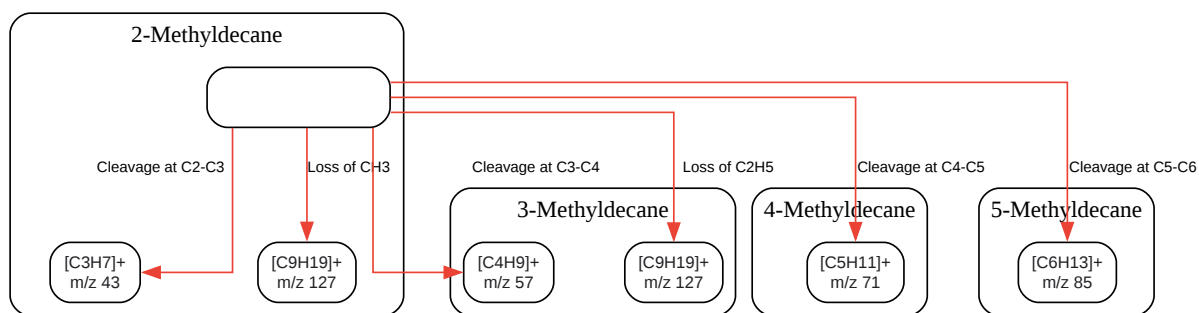 2-Methyldecane
Cleavage at C2-C3
Loss of CH3
Cleavage at C3-C4
Loss of C2H5
Cleavage at C4-C5
Cleavage at C5-C6
3-Methyldecane
4-Methyldecane
5-Methyldecane
[C3H7]+
m/z 43
[C9H19]+
m/z 127
[C4H9]+
m/z 57
[C9H19]+
m/z 127
[C5H11]+
m/z 71
[C6H13]+
m/z 85